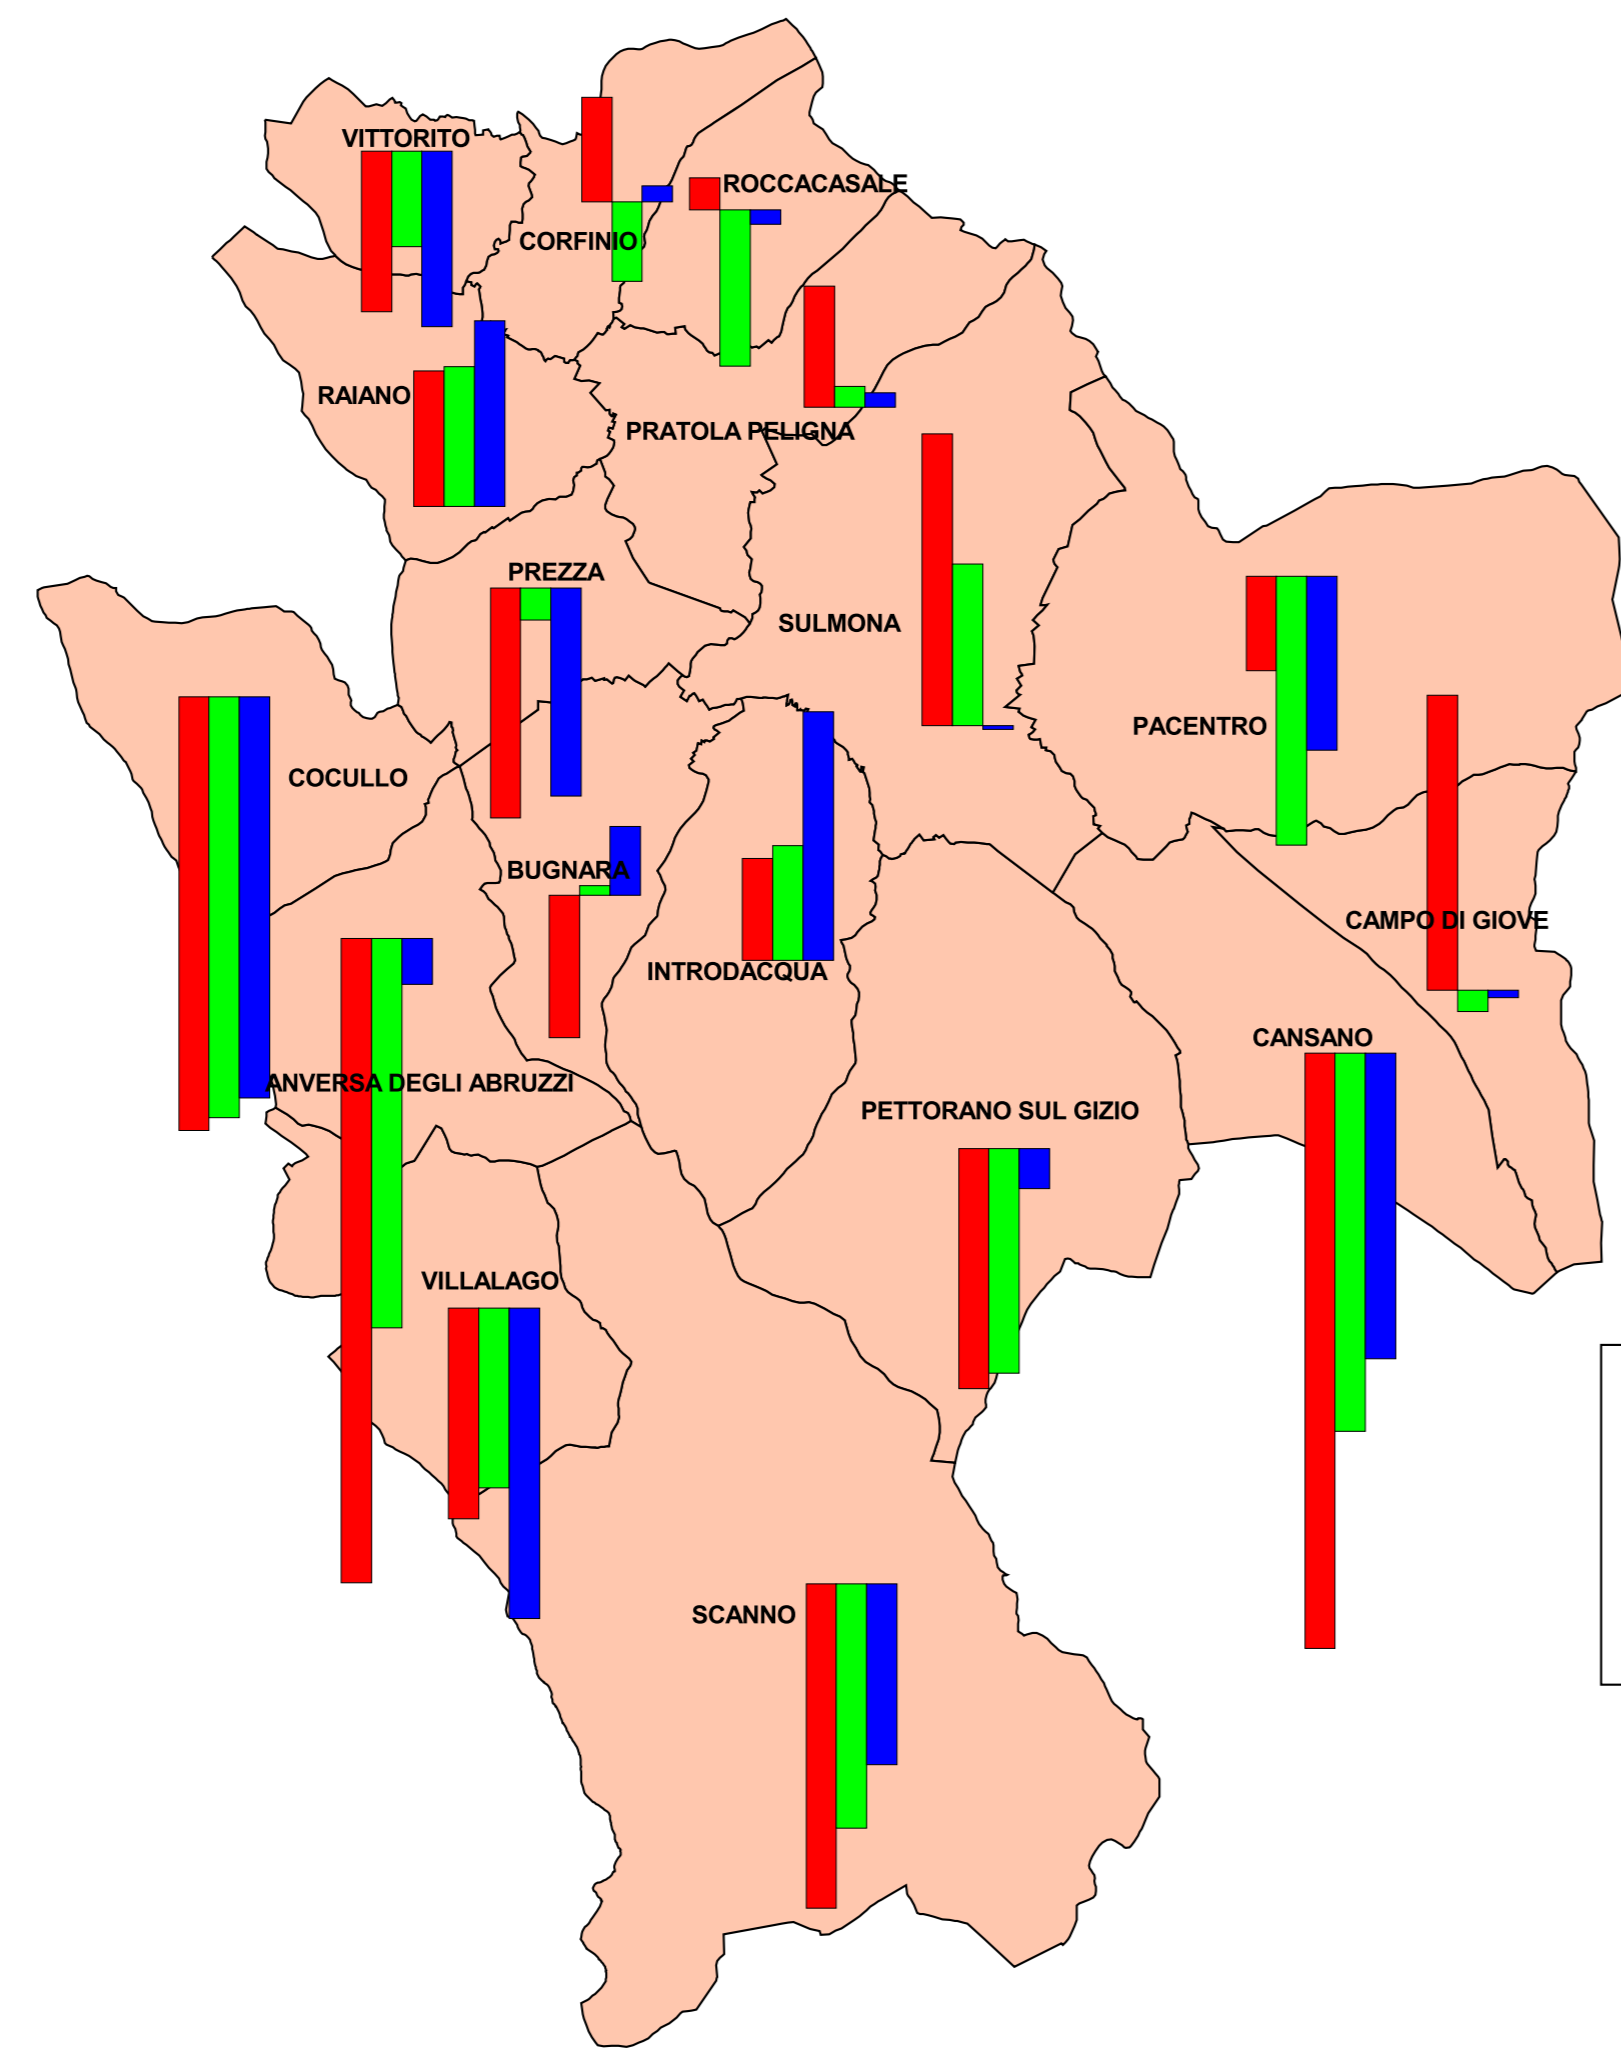 VITTORITO
ROCCACASALE
CORFINIO
RAIANO
PRATOLA PELIGNA
PREZZA
SULMONA
PACENTRO
COCULLO
BUGNARA
CAMPO DI GIOVE
INTRODACQUA
CANSANO
ANVERSA DEGLI ABRUZZI
PETTORANO SUL GIZIO
VILLALAGO
SCANNO